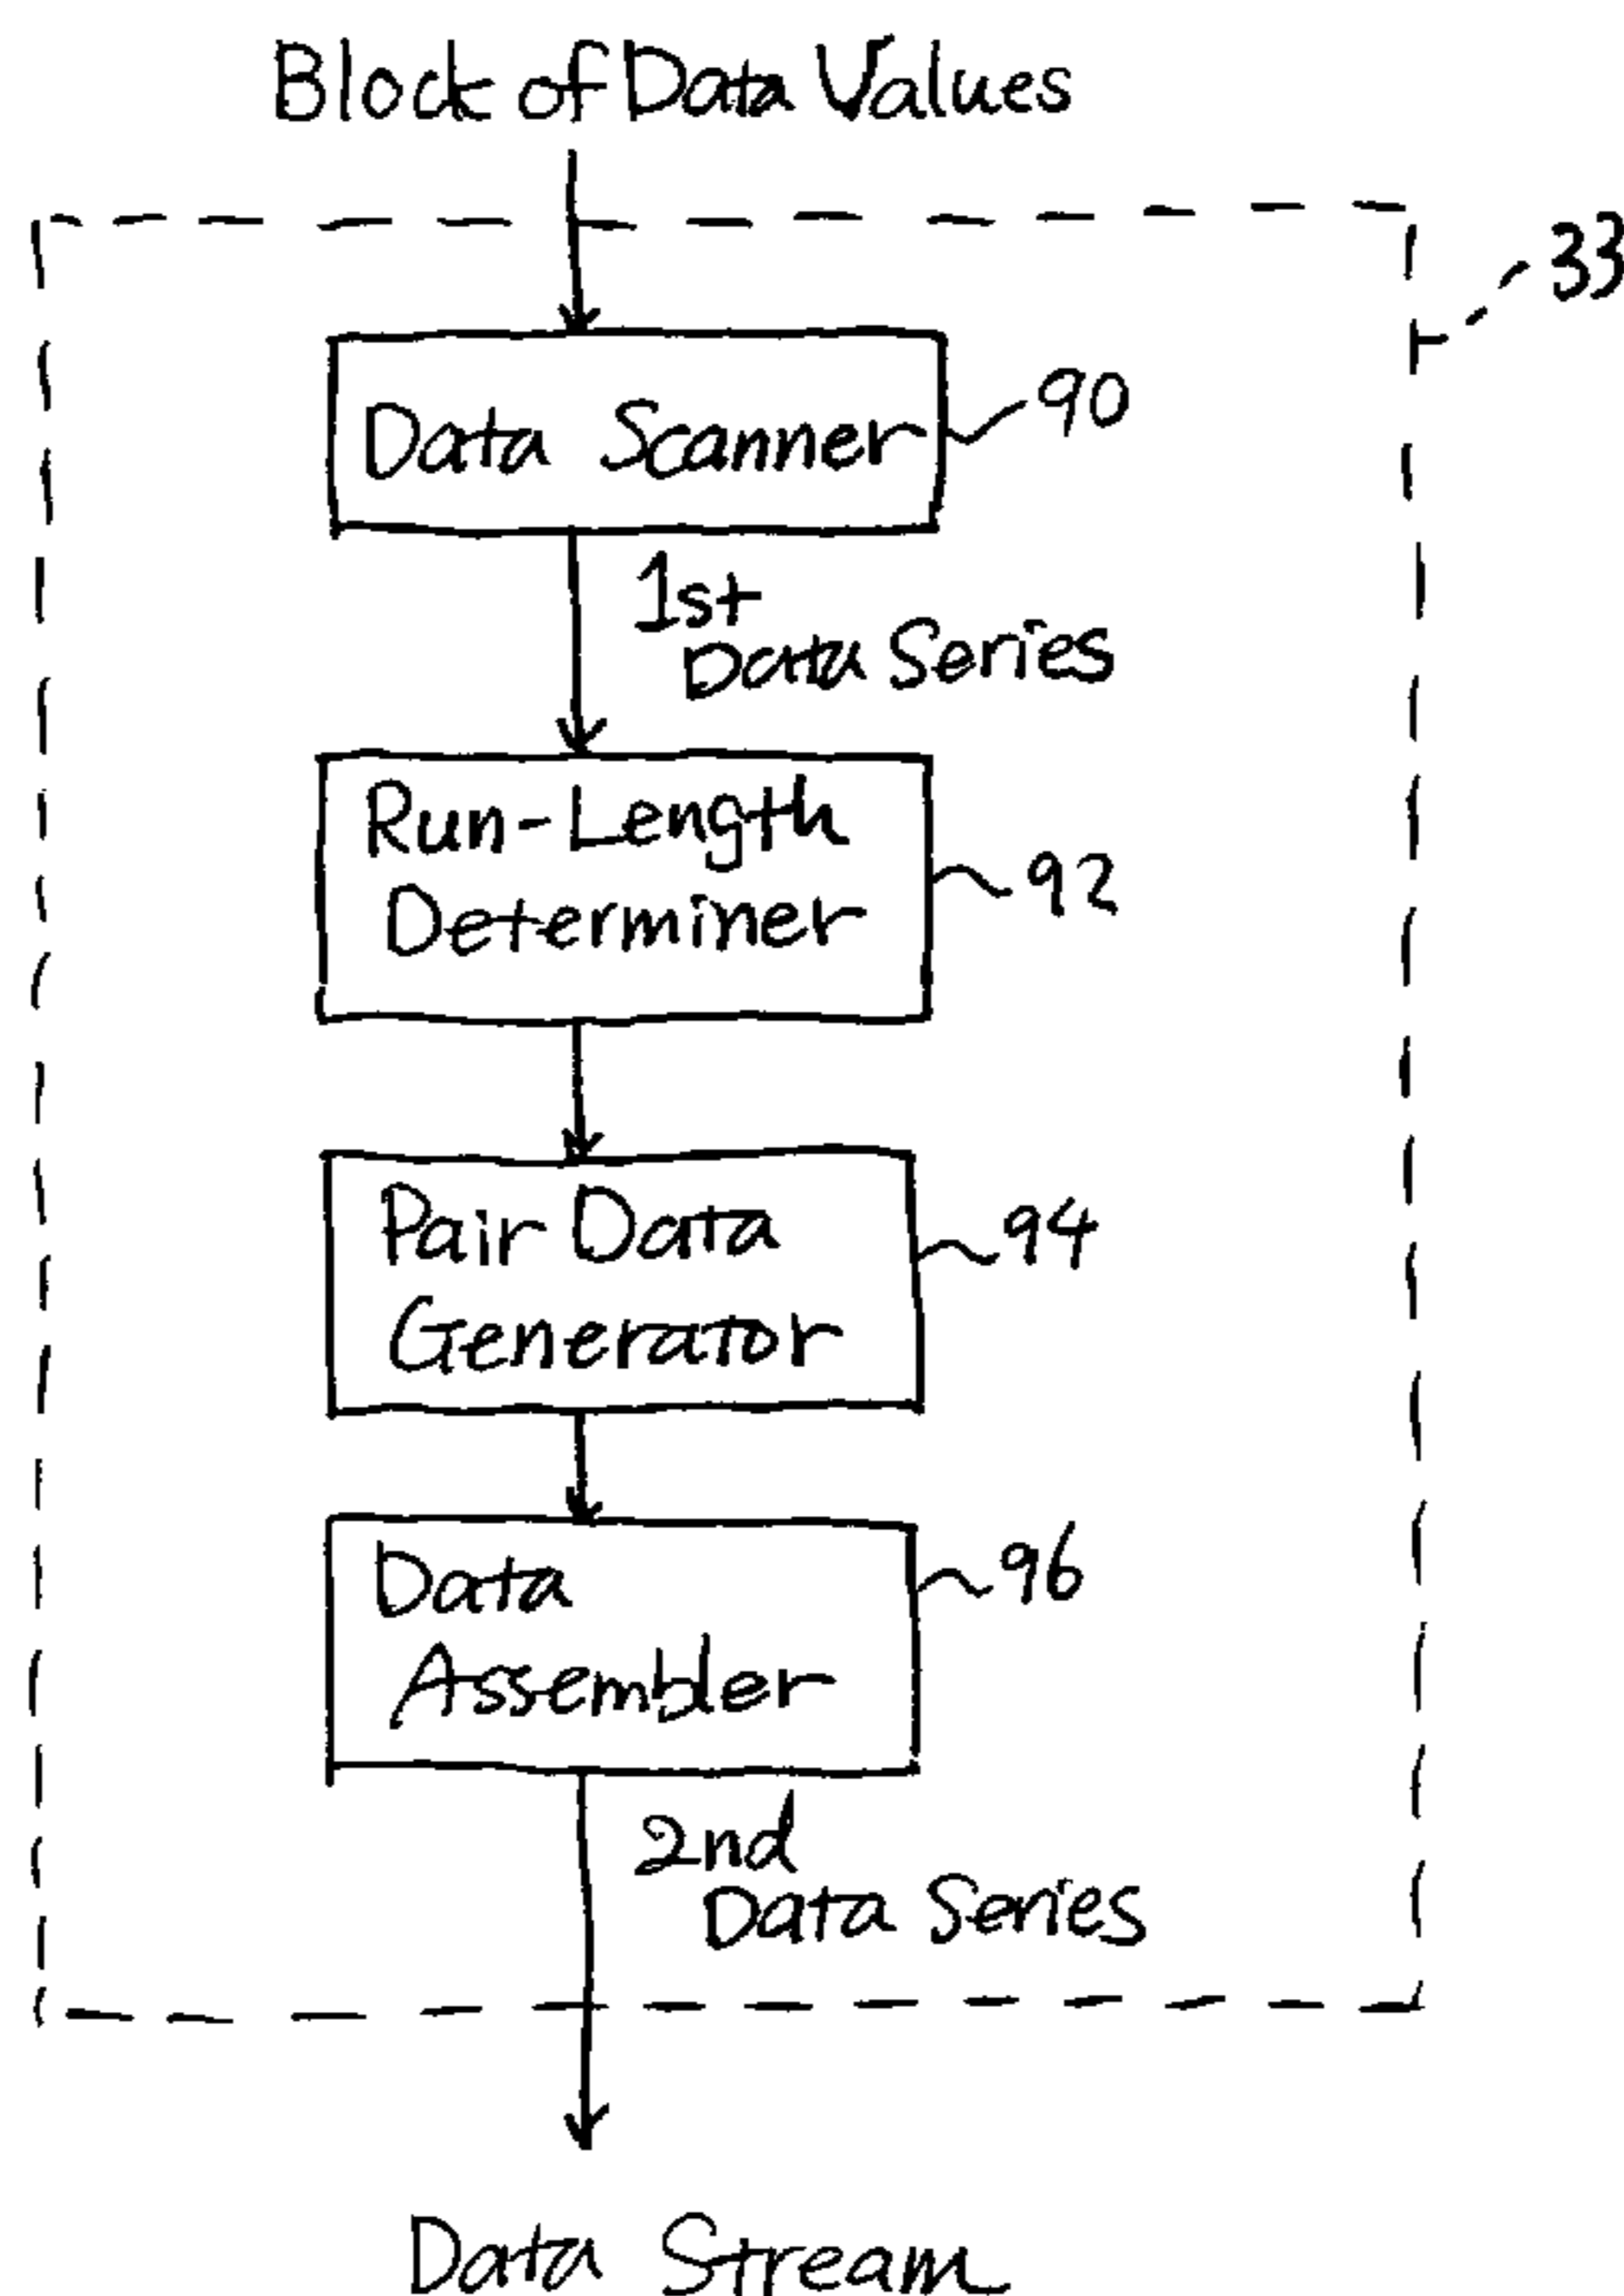 Block of Data Values
33
Data Scanner
90
1st
Data Series
Run-Length
Determiner
92
Pair Data
Generator
94
Data
Assembler
96
2nd
Data Series
Data Stream